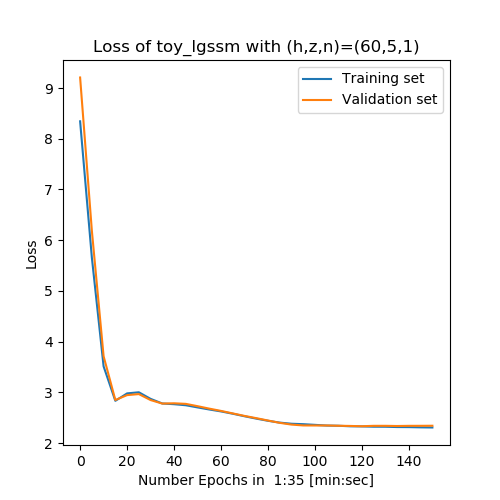 Loss of toy_lgssm with (h,z,n)=(60,5,1)
Training set
Validation set
9
8
7
6
5
4
3
2
Loss
0 20 40 60 80 100 120 140
Number Epochs in  1:35 [min:sec]